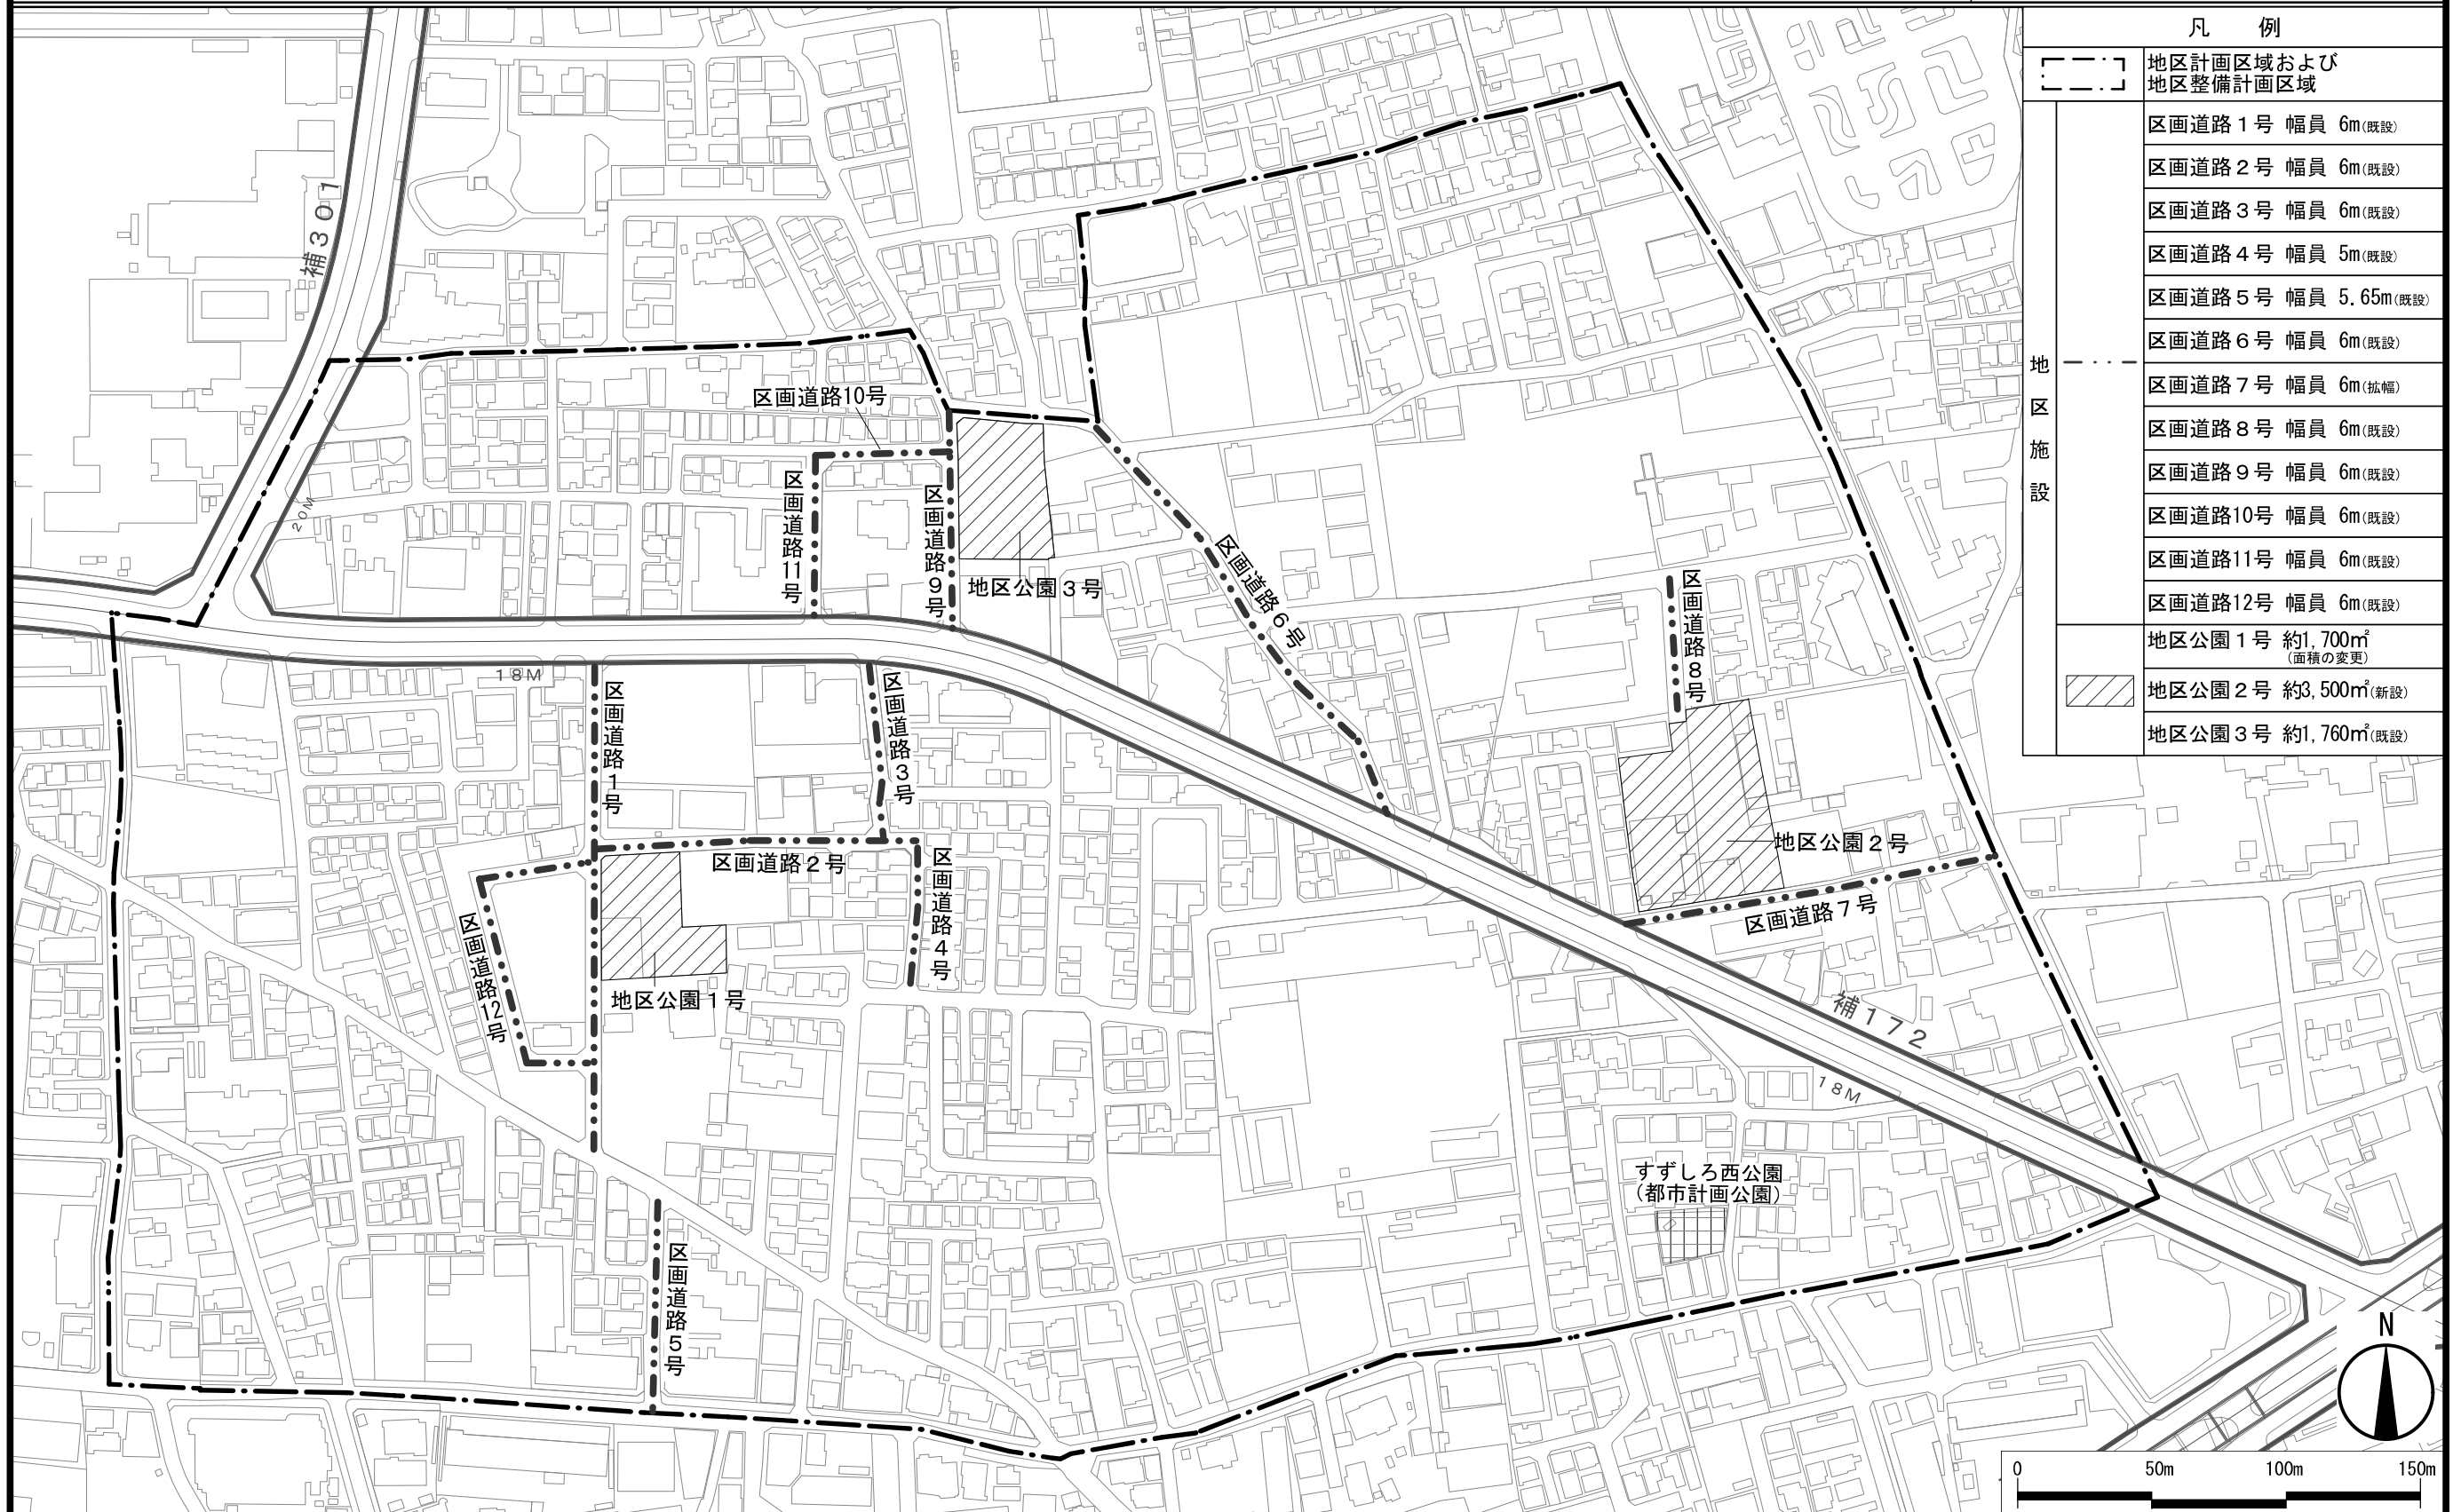 凡 例
地区計画区域および
地区整備計画区域
地区施設
区画道路1号 幅員 6m(既設)
区画道路2号 幅員 6m(既設)
区画道路3号 幅員 6m(既設)
区画道路4号 幅員 5m(既設)
区画道路5号 幅員 5.65m(既設)
区画道路6号 幅員 6m(既設)
区画道路7号 幅員 6m(拡幅)
区画道路8号 幅員 6m(既設)
区画道路9号 幅員 6m(既設)
区画道路10号 幅員 6m(既設)
区画道路11号 幅員 6m(既設)
区画道路12号 幅員 6m(既設)
地区公園1号 約1,700㎡
(面積の変更)
地区公園2号 約3,500㎡(新設)
地区公園3号 約1,760㎡(既設)
補301
20M
区画道路10号
区画道路11号
区画道路9号
地区公園3号
区画道路6号
区画道路8号
18M
区画道路1号
区画道路3号
区画道路2号
区画道路4号
地区公園2号
区画道路7号
区画道路12号
地区公園1号
補172
18M
すずしろ西公園
(都市計画公園)
区画道路5号
N
0 50m 100m 150m